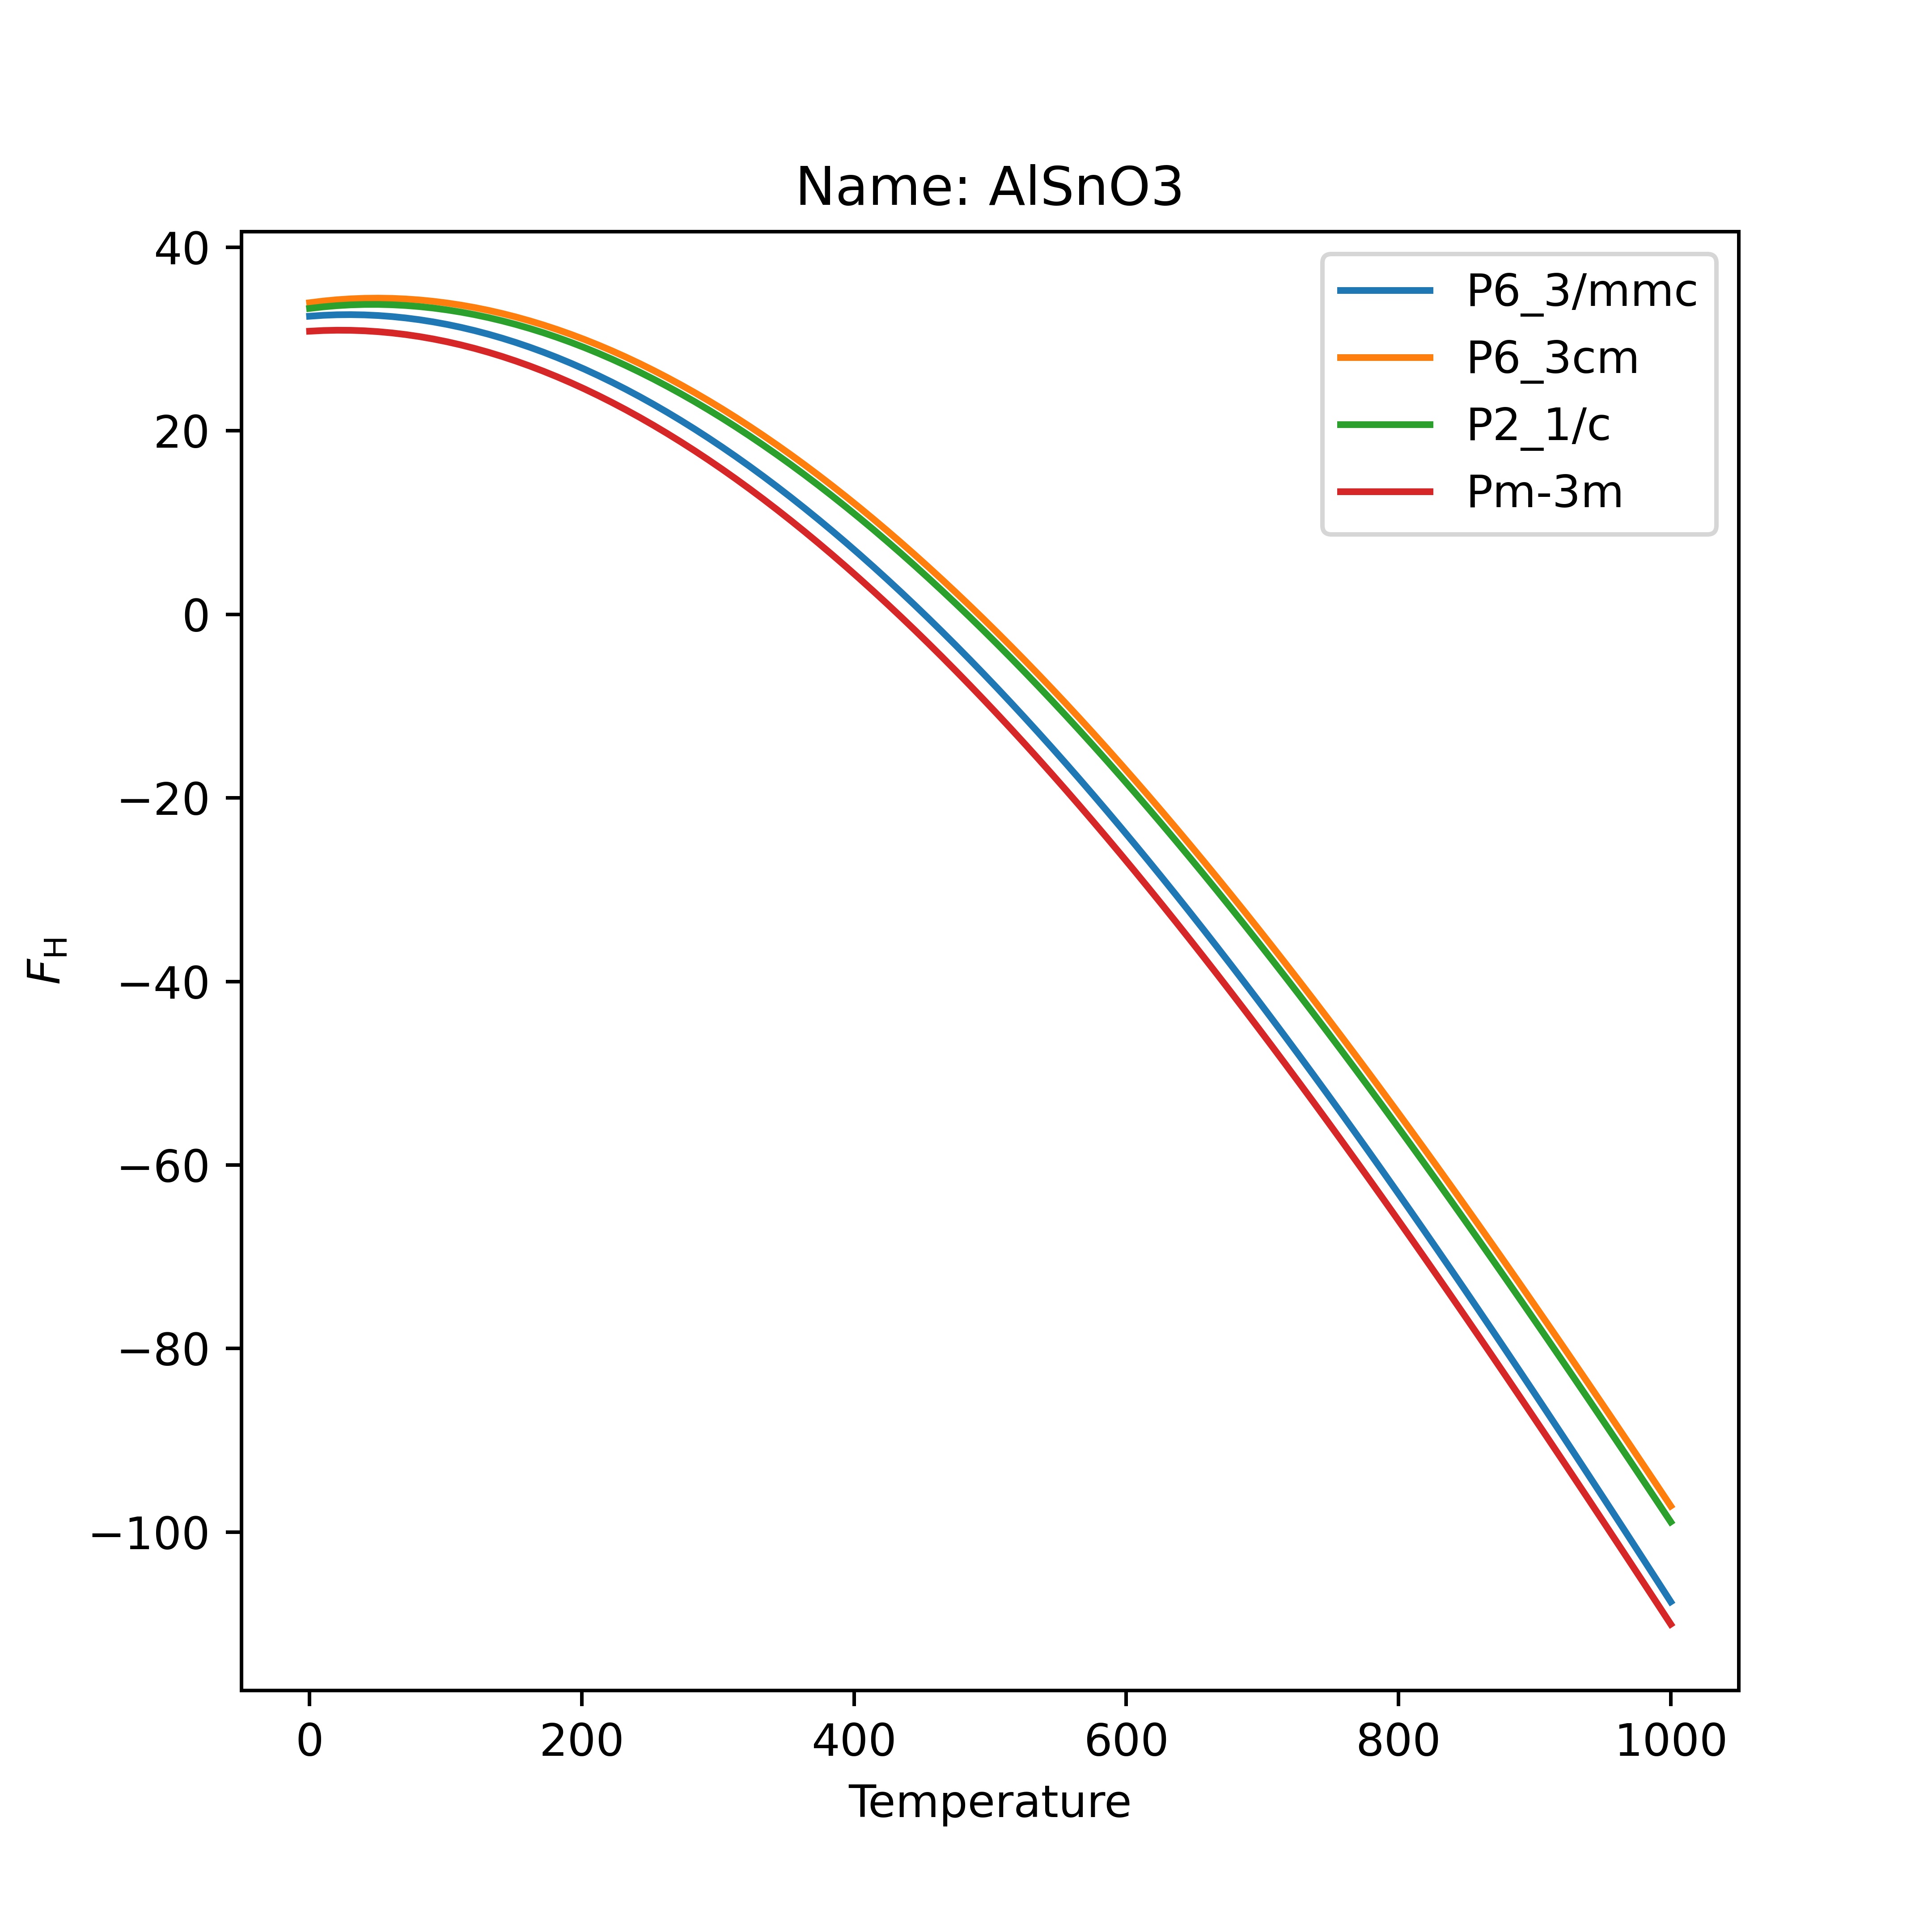 Name: AlSnO3
40
20
0
−20
−40
−60
−80
−100
F_H
P6_3/mmc
P6_3cm
P2_1/c
Pm-3m
0 200 400 600 800 1000
Temperature